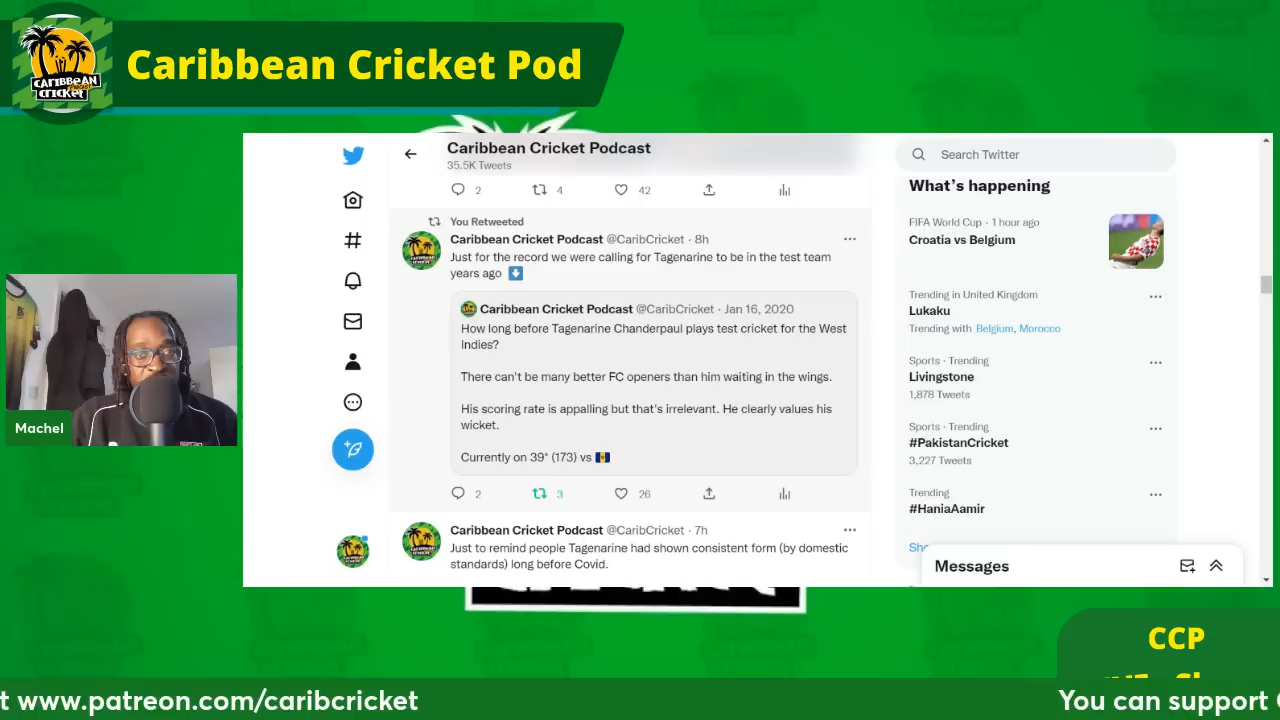 Caribbean Cricket Pod
CARIBBEAN
CRICKET
Caribbean Cricket Podcast
35.5K Tweets
Search Twitter
2 4 42
What's happening
FIFA World Cup · 1 hour ago
Croatia vs Belgium
You Retweeted
Caribbean Cricket Podcast @CaribCricket · 8h
Just for the record we were calling for Tagenarine to be in the test team
years ago
Caribbean Cricket Podcast @CaribCricket · Jan 16, 2020
How long before Tagenarine Chanderpaul plays test cricket for the West
Indies?
There can't be many better FC openers than him waiting in the wings.
His scoring rate is appalling but that's irrelevant. He clearly values his
wicket.
Currently on 39* (173) vs
2 3 26
Caribbean Cricket Podcast @CaribCricket · 7h
Just to remind people Tagenarine had shown consistent form (by domestic
standards) long before Covid.
Trending in United Kingdom
Lukaku
Trending with Belgium, Morocco
Sports · Trending
Livingstone
1,878 Tweets
Sports · Trending
#PakistanCricket
3,227 Tweets
Trending
#HaniaAamir
Messages
Machel
CCP
t www.patreon.com/caribcricket
You can support